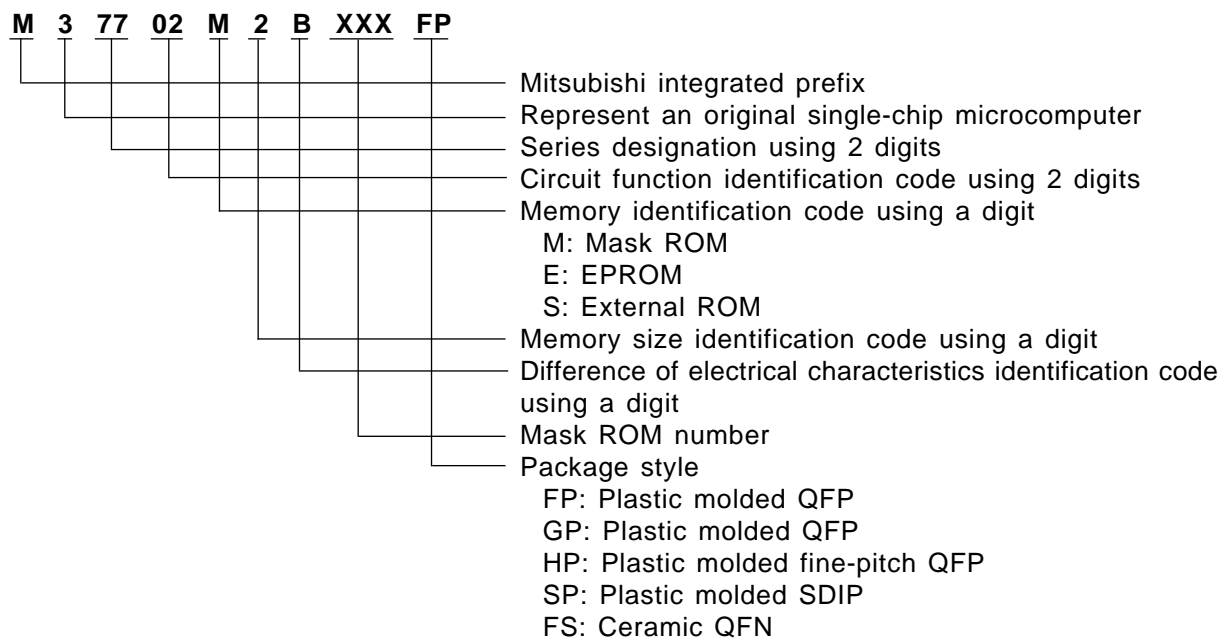 M 3 77 02 M 2 B XXX FP
Mitsubishi integrated prefix
Represent an original single-chip microcomputer
Series designation using 2 digits
Circuit function identification code using 2 digits
Memory identification code using a digit
M: Mask ROM
E: EPROM
S: External ROM
Memory size identification code using a digit
Difference of electrical characteristics identification code
using a digit
Mask ROM number
Package style
FP: Plastic molded QFP
GP: Plastic molded QFP
HP: Plastic molded fine-pitch QFP
SP: Plastic molded SDIP
FS: Ceramic QFN